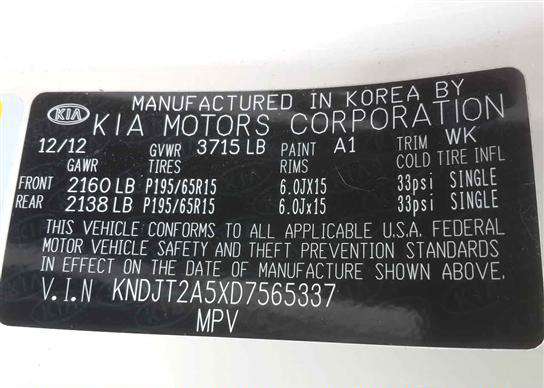 MANUFACTURED IN KOREA BY
KIA KIA MOTORS CORPORATION
12/12 GVWR 3715 LB PAINT A1 TRIM WK
GAWR TIRES RIMS COLD TIRE INFL
FRONT 2160 LB P195/65R15 6.0JX15 33psi SINGLE
REAR 2138 LB P195/65R15 6.0Jx15 33psi SINGLE
THIS VEHICLE CONFORMS TO ALL APPLICABLE U.S.A. FEDERAL
MOTOR VEHICLE SAFETY AND THEFT PREVENTION STANDARDS
IN EFFECT ON THE DATE OF MANUFACTURE SHOWN ABOVE.
V.I.N KNDJT2A5XD7565337
MPV